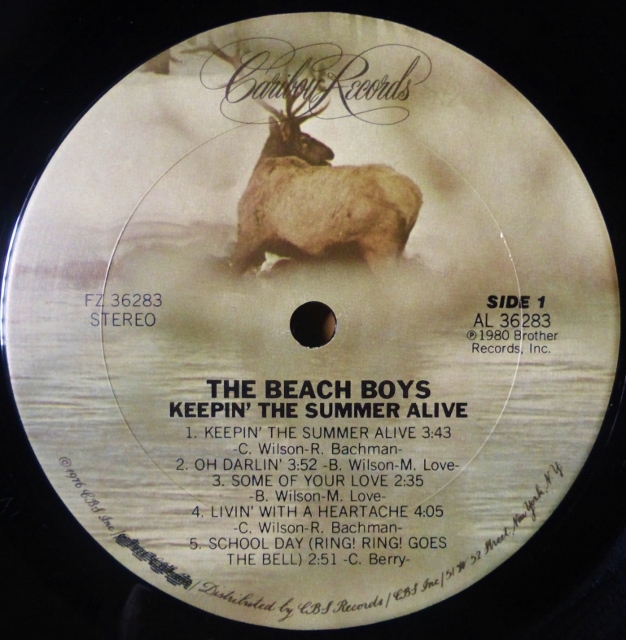 Caribou Records
FZ 36283
STEREO
SIDE 1
AL 36283
℗1980 Brother
Records, Inc.
THE BEACH BOYS
KEEPIN' THE SUMMER ALIVE
1. KEEPIN' THE SUMMER ALIVE 3:43
-C. Wilson-R. Bachman-
2. OH DARLIN' 3:52 -B. Wilson-M. Love-
3. SOME OF YOUR LOVE 2:35
-B. Wilson-M. Love-
4. LIVIN' WITH A HEARTACHE 4:05
-C. Wilson-R. Bachman-
5. SCHOOL DAY (RING! RING! GOES
THE BELL) 2:51 -C. Berry-
©1976 CBS Inc / Distributed by CBS Records / CBS Inc / 51 W 52 Street, New York, N.Y.